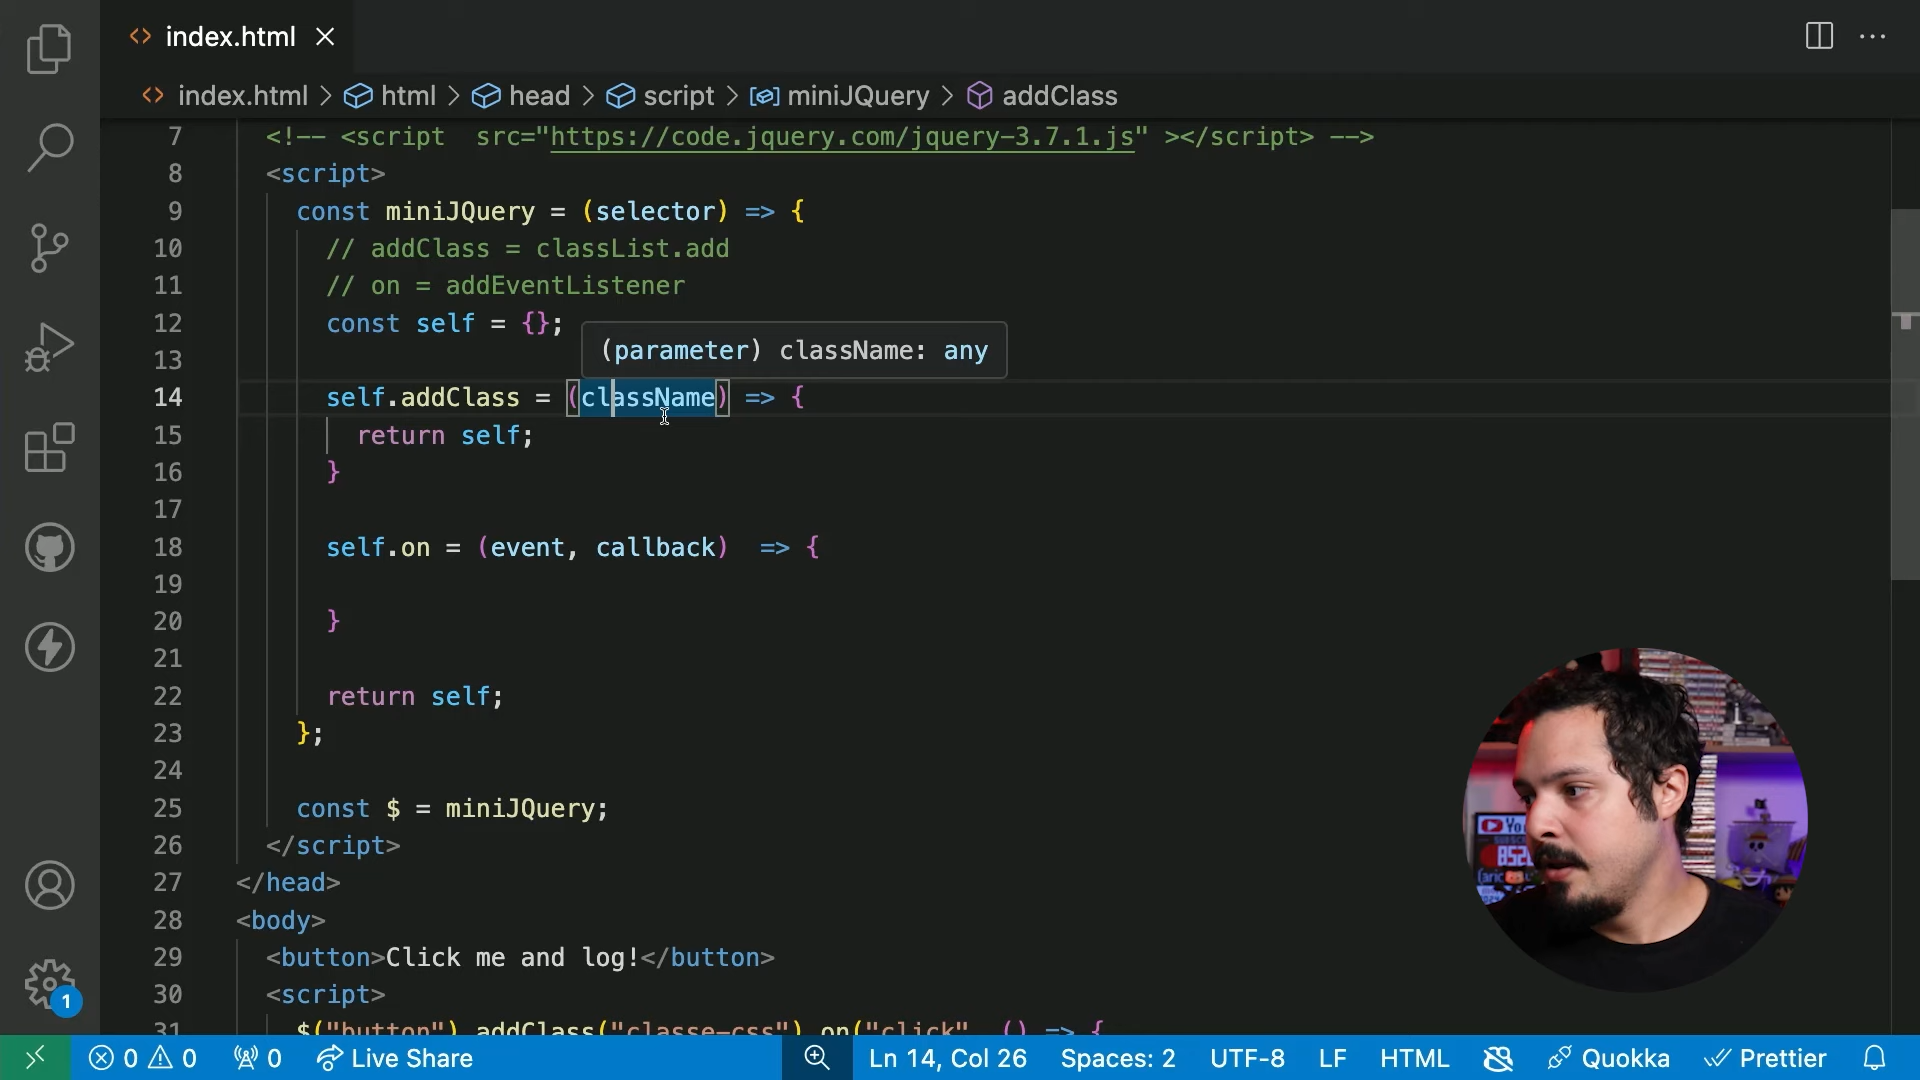 index.html
index.html > html > head > script > miniJQuery > addClass
7 <!-- <script  src="https://code.jquery.com/jquery-3.7.1.js" ></script> -->
8 <script>
9 const miniJQuery = (selector) => {
10 // addClass = classList.add
11 // on = addEventListener
12 const self = {};
(parameter) className: any
13
14 self.addClass = (className) => {
15 return self;
16 }
17
18 self.on = (event, callback)  => {
19
20 }
21
22 return self;
23 };
24
25 const $ = miniJQuery;
26 </script>
27 </head>
28 <body>
29 <button>Click me and log!</button>
30 <script>
31 $("button").addClass("classe-css").on("click", () => {
1
0 0 0 Live Share Ln 14, Col 26 Spaces: 2 UTF-8 LF HTML Quokka Prettier